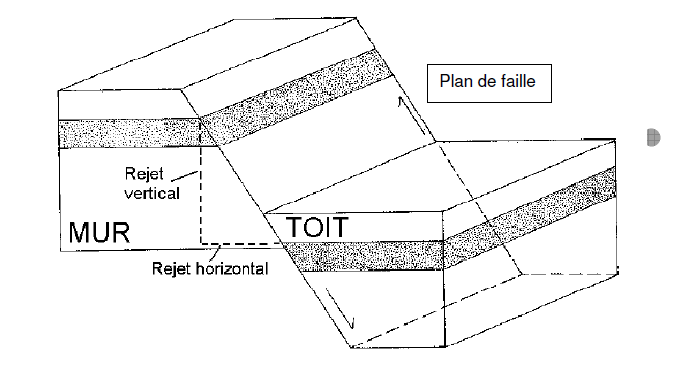 Plan de faille
Rejet
vertical
MUR
TOIT
Rejet horizontal